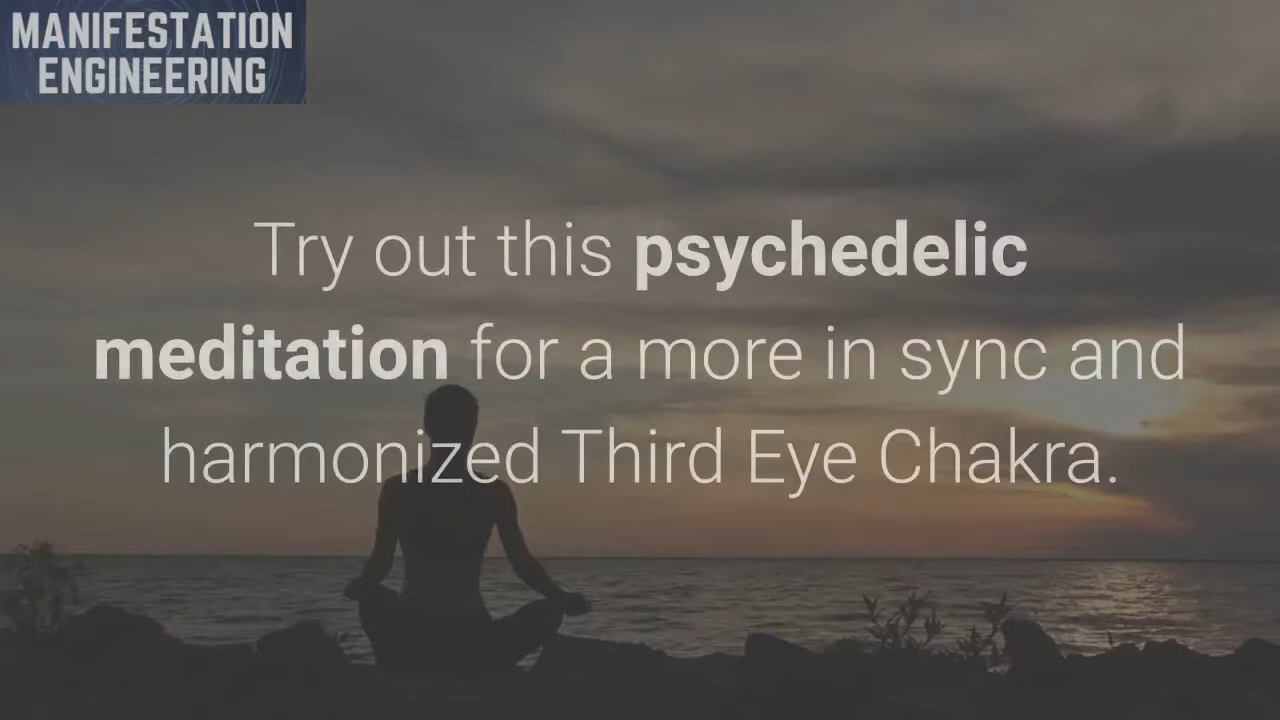 MANIFESTATION
ENGINEERING
Try out this psychedelic
meditation for a more in sync and
harmonized Third Eye Chakra.